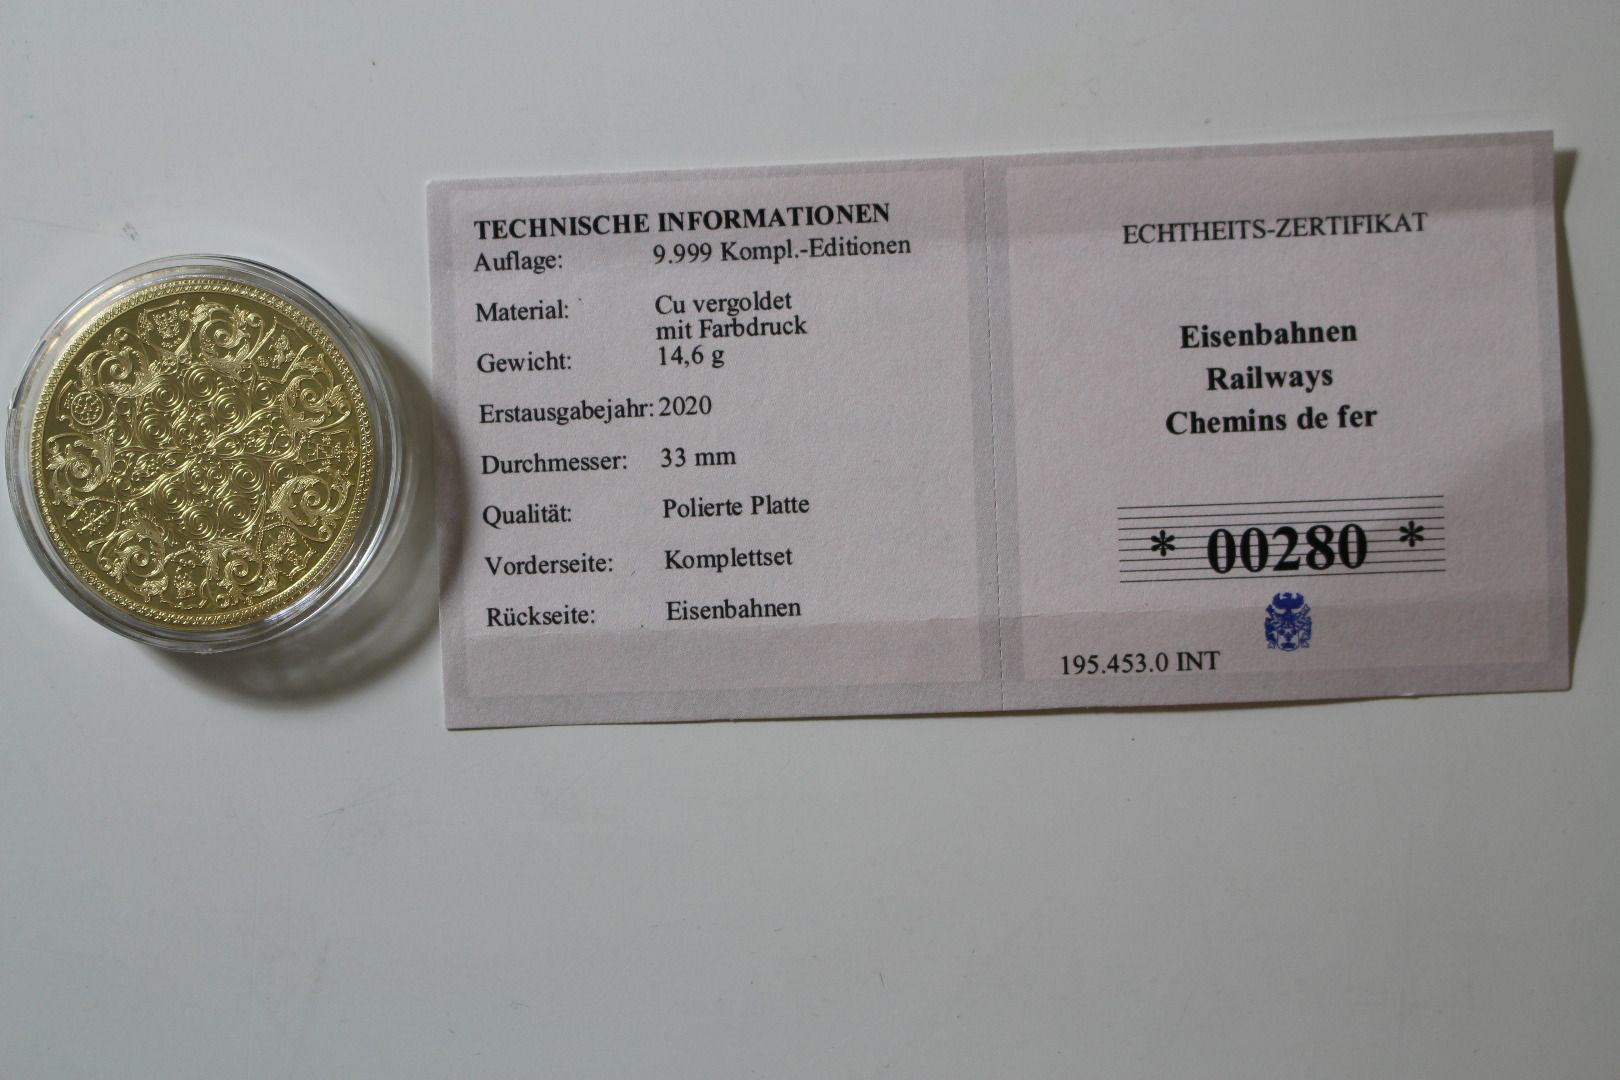 TECHNISCHE INFORMATIONEN
Auflage: 9.999 Kompl.-Editionen
Material: Cu vergoldet
mit Farbdruck
Gewicht: 14,6 g
Erstausgabejahr: 2020
Durchmesser: 33 mm
Qualität: Polierte Platte
Vorderseite: Komplettset
Rückseite: Eisenbahnen
ECHTHEITS-ZERTIFIKAT
Eisenbahnen
Railways
Chemins de fer
* 00280 *
195.453.0 INT